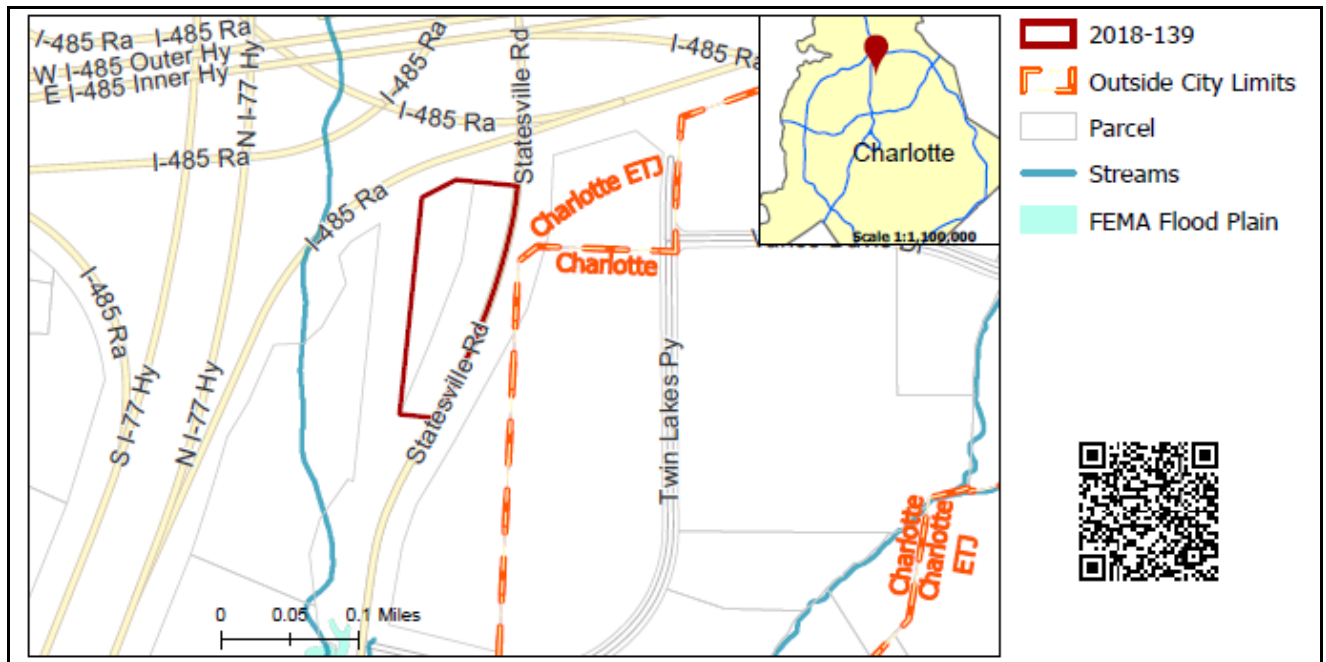 I-485 Ra
I-485 Ra
W I-485 Outer Hy
E I-485 Inner Hy
N I-77 Hy
I-485 Ra
Statesville Rd
I-485 Ra
I-485 Ra
I-485 Ra
I-485 Ra
I-485 Ra
S I-77 Hy
N I-77 Hy
Statesville Rd
Charlotte ETJ
Charlotte
Twin Lakes Py
Charlotte
Charlotte
ETJ
0 0.05 0.1 Miles
Charlotte
Scale 1:1,100,000
2018-139
Outside City Limits
Parcel
Streams
FEMA Flood Plain